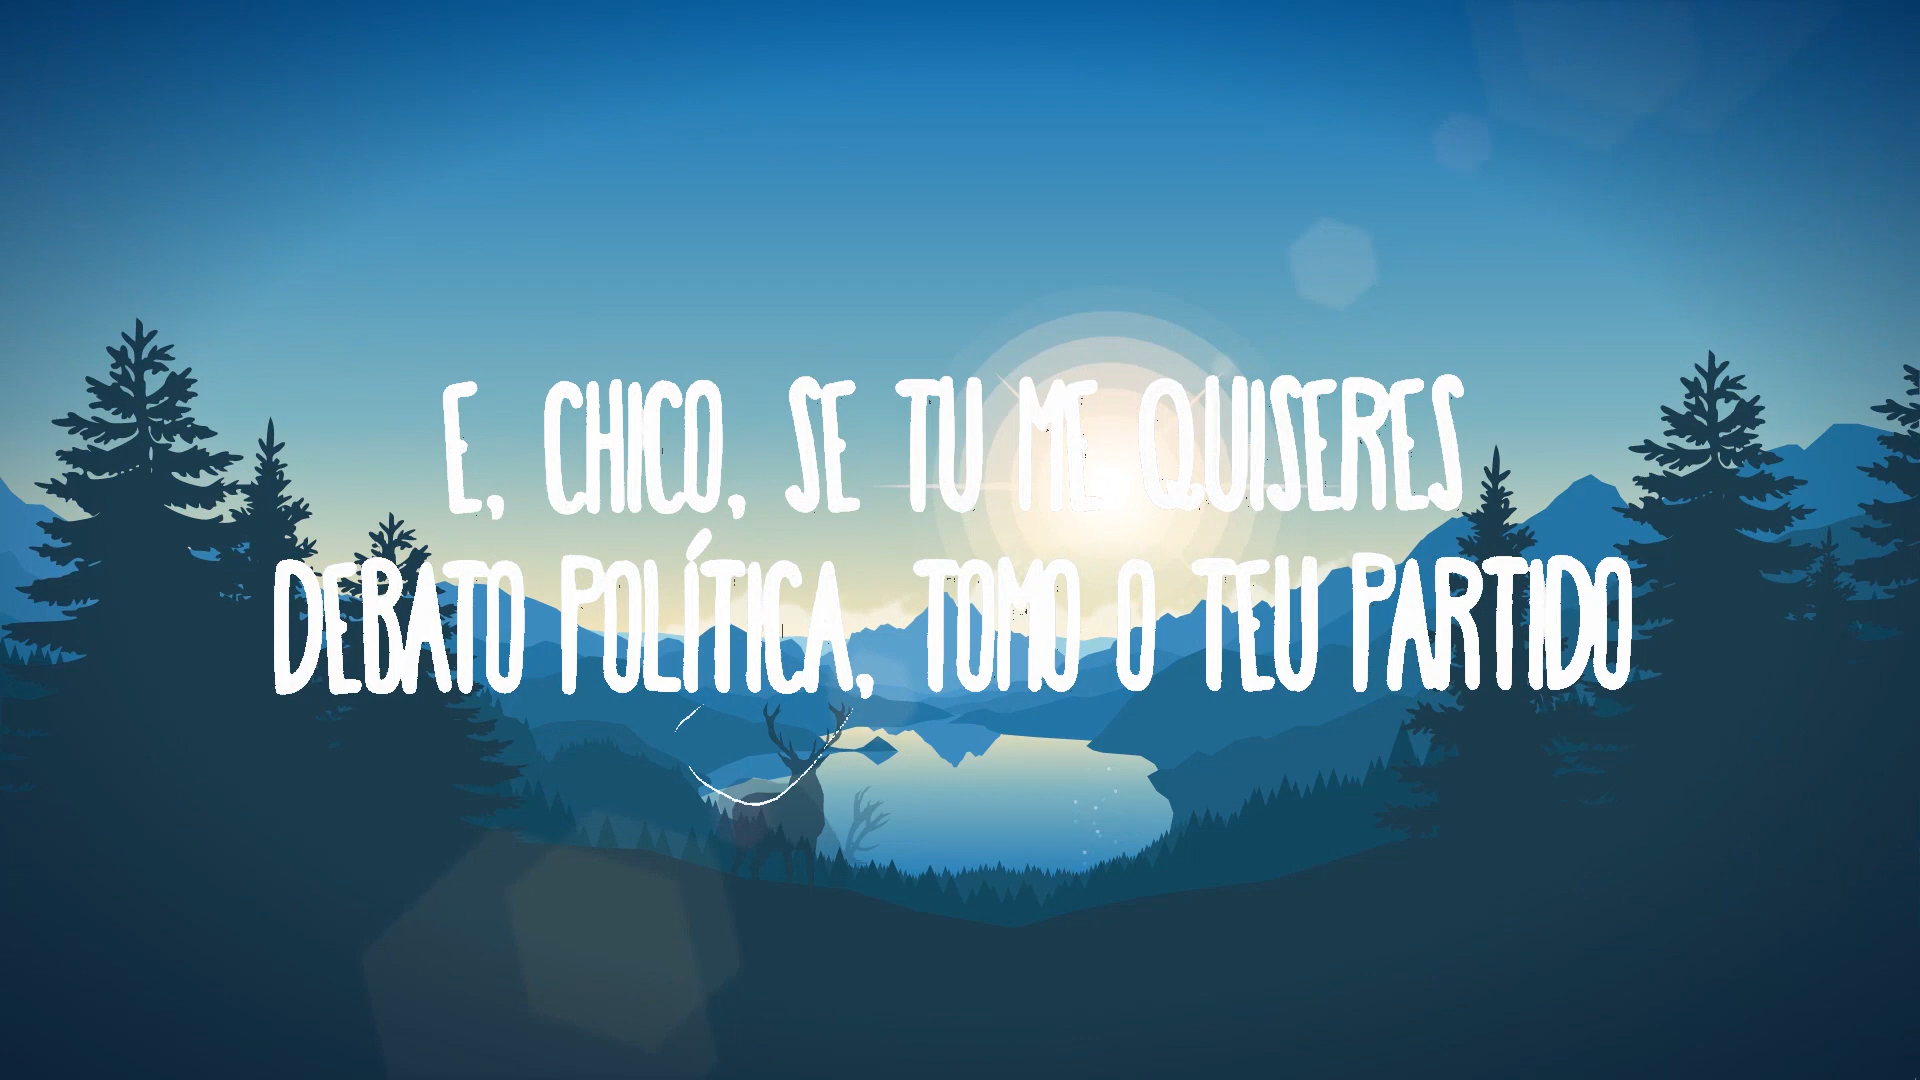 E, CHICO, SE TU ME QUISERES
DEBATO POLÍTICA, TOMO O TEU PARTIDO